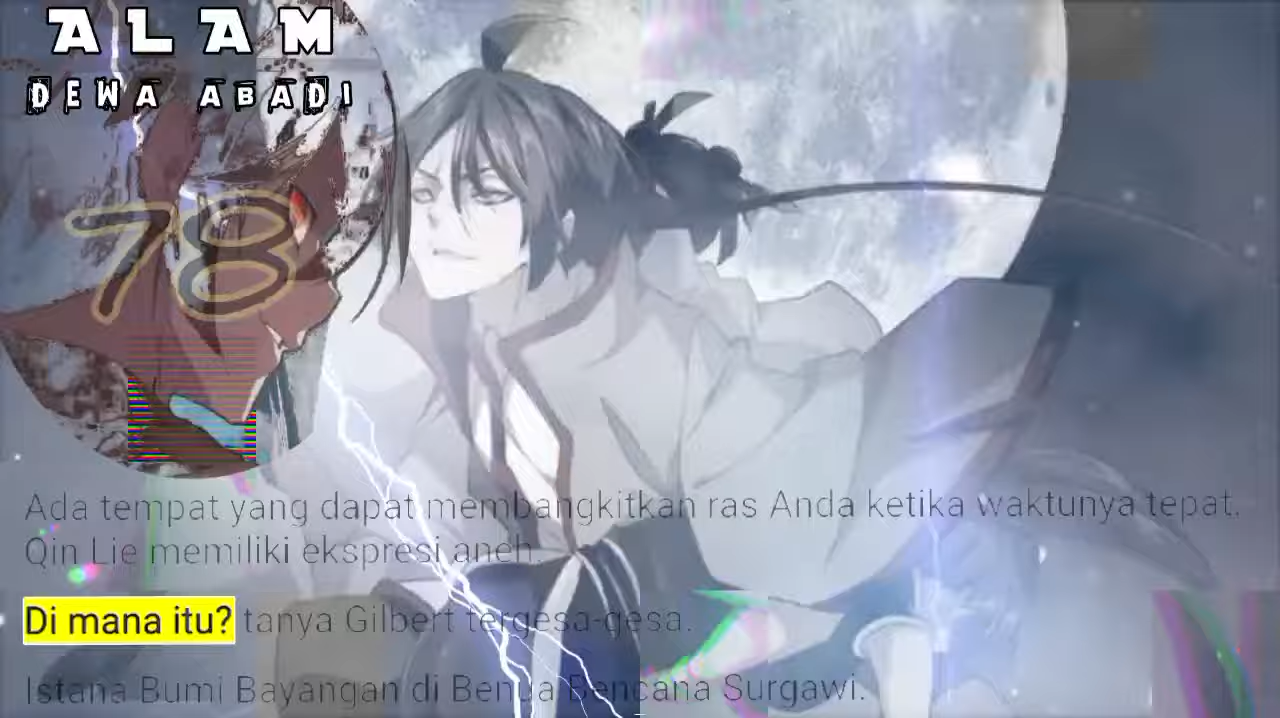 ALAM
DEWA ABADI
78
Ada tempat yang dapat membangkitkan ras Anda ketika waktunya tepat.
Qin Lie memiliki ekspresi aneh.
Di mana itu? tanya Gilbert tergesa-gesa.
Istana Bumi Bayangan di Benua Bencana Surgawi.